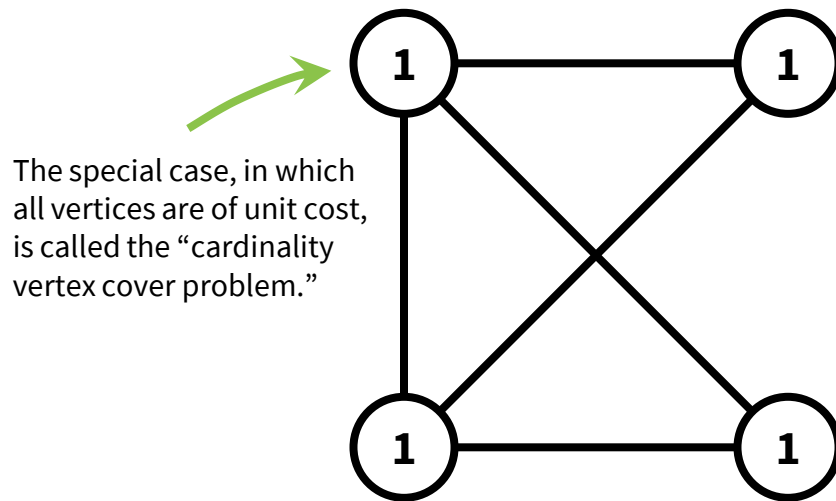 1 1
The special case, in which
all vertices are of unit cost,
is called the “cardinality
vertex cover problem.”
1 1